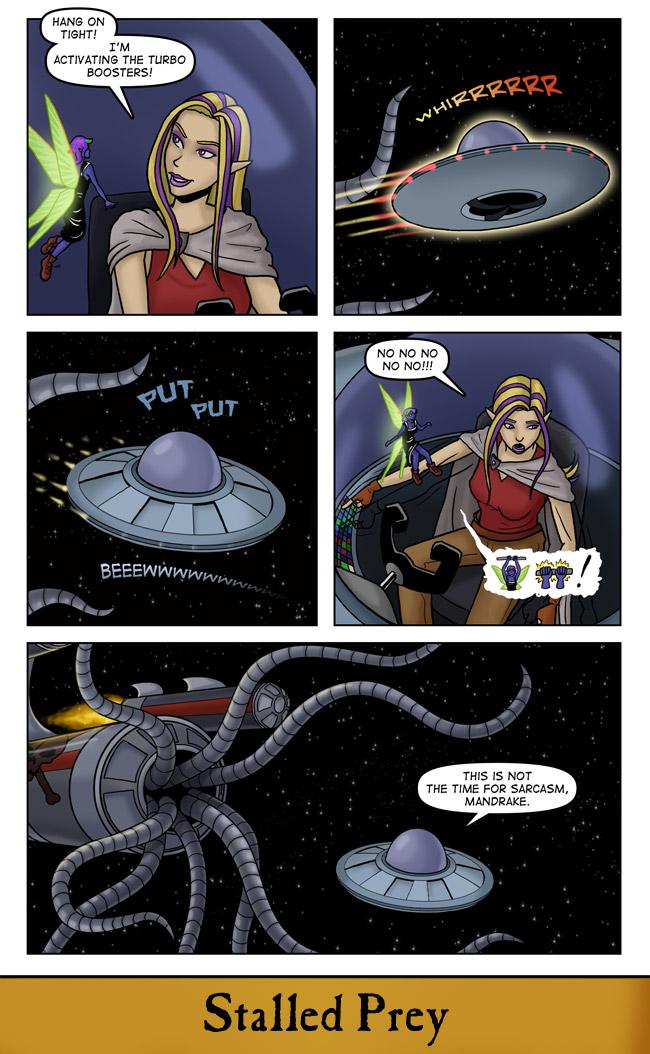 HANG ON
TIGHT!
I'M
ACTIVATING THE TURBO
BOOSTERS!
WHIRRRRRR
PUT
PUT
BEEEWWWWWWWWWW
NO NO NO
NO NO!!!
!
THIS IS NOT
THE TIME FOR SARCASM,
MANDRAKE.
Stalled Prey